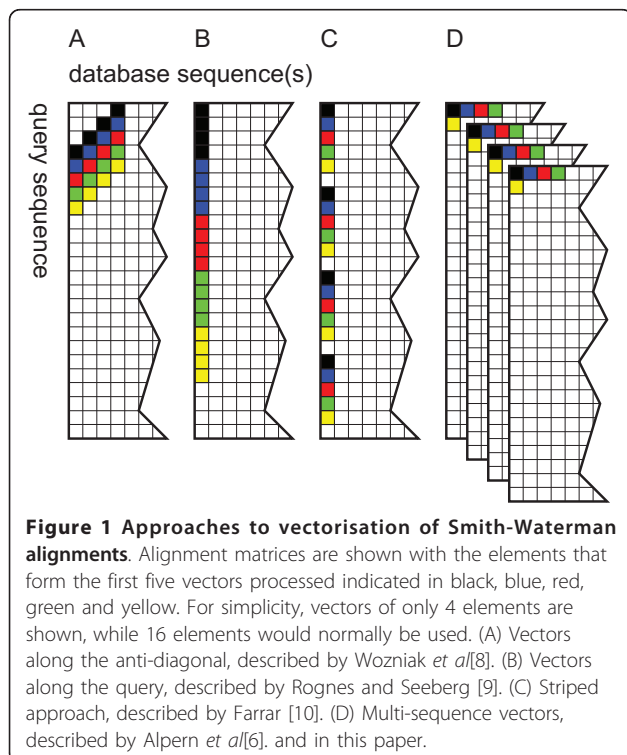 A B C D
database sequence(s)
query sequence
Figure 1 Approaches to vectorisation of Smith-Waterman
alignments. Alignment matrices are shown with the elements that
form the first five vectors processed indicated in black, blue, red,
green and yellow. For simplicity, vectors of only 4 elements are
shown, while 16 elements would normally be used. (A) Vectors
along the anti-diagonal, described by Wozniak et al[8]. (B) Vectors
along the query, described by Rognes and Seeberg [9]. (C) Striped
approach, described by Farrar [10]. (D) Multi-sequence vectors,
described by Alpern et al[6]. and in this paper.